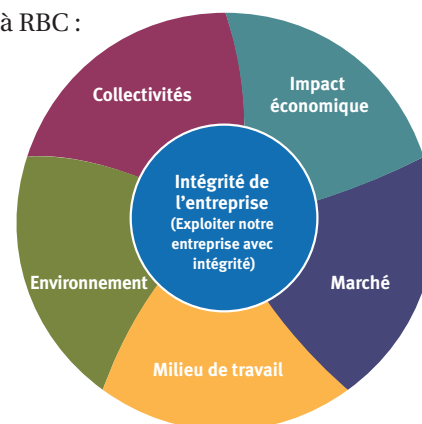 à RBC :
Collectivités
Impact
économique
Intégrité de
l'entreprise
(Exploiter notre
entreprise avec
intégrité)
Environnement
Marché
Milieu de travail